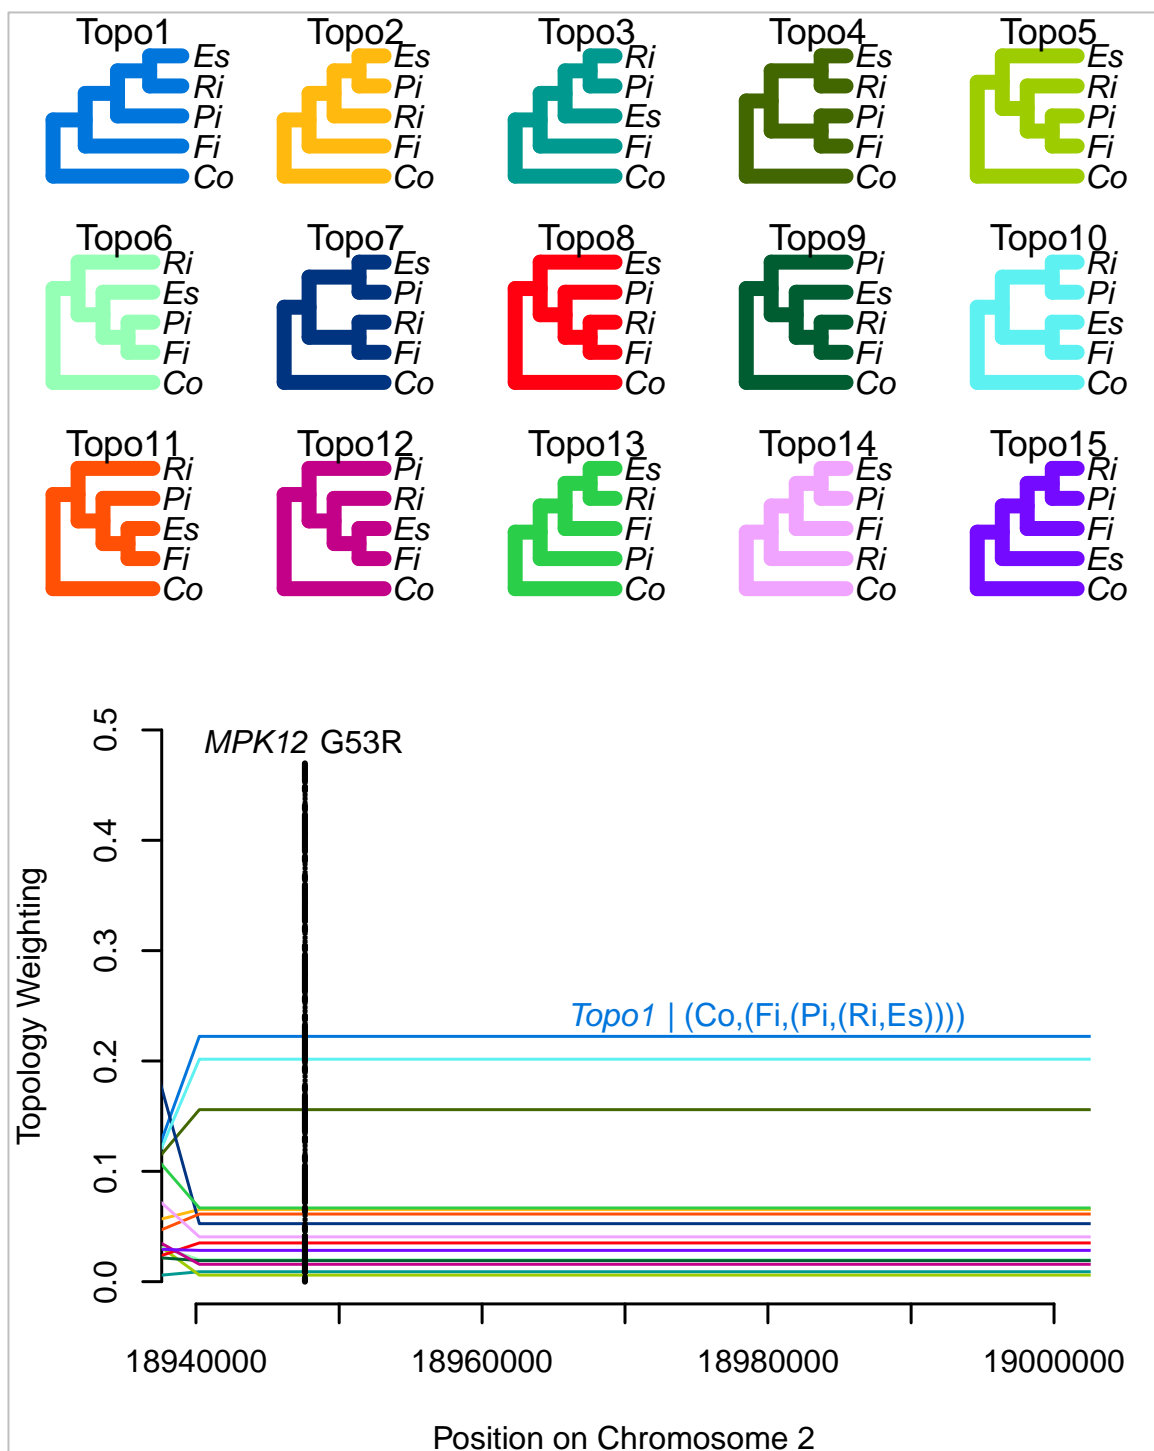 Topo1 Topo2 Topo3 Topo4 Topo5
Es Es Ri Es Es
Ri Pi Pi Ri Ri
Pi Ri Es Pi Pi
Fi Fi Fi Fi Fi
Co Co Co Co Co
Topo6 Topo7 Topo8 Topo9 Topo10
Ri Es Es Pi Ri
Es Pi Pi Es Pi
Pi Ri Ri Ri Es
Fi Fi Fi Fi Fi
Co Co Co Co Co
Topo11 Topo12 Topo13 Topo14 Topo15
Ri Pi Es Es Ri
Pi Ri Ri Pi Pi
Es Es Fi Fi Fi
Fi Fi Pi Ri Es
Co Co Co Co Co
Topology Weighting
0.5
0.4
0.3
0.2
0.1
0.0
MPK12 G53R
Topo1 | (Co,(Fi,(Pi,(Ri,Es))))
18940000 18960000 18980000 19000000
Position on Chromosome 2